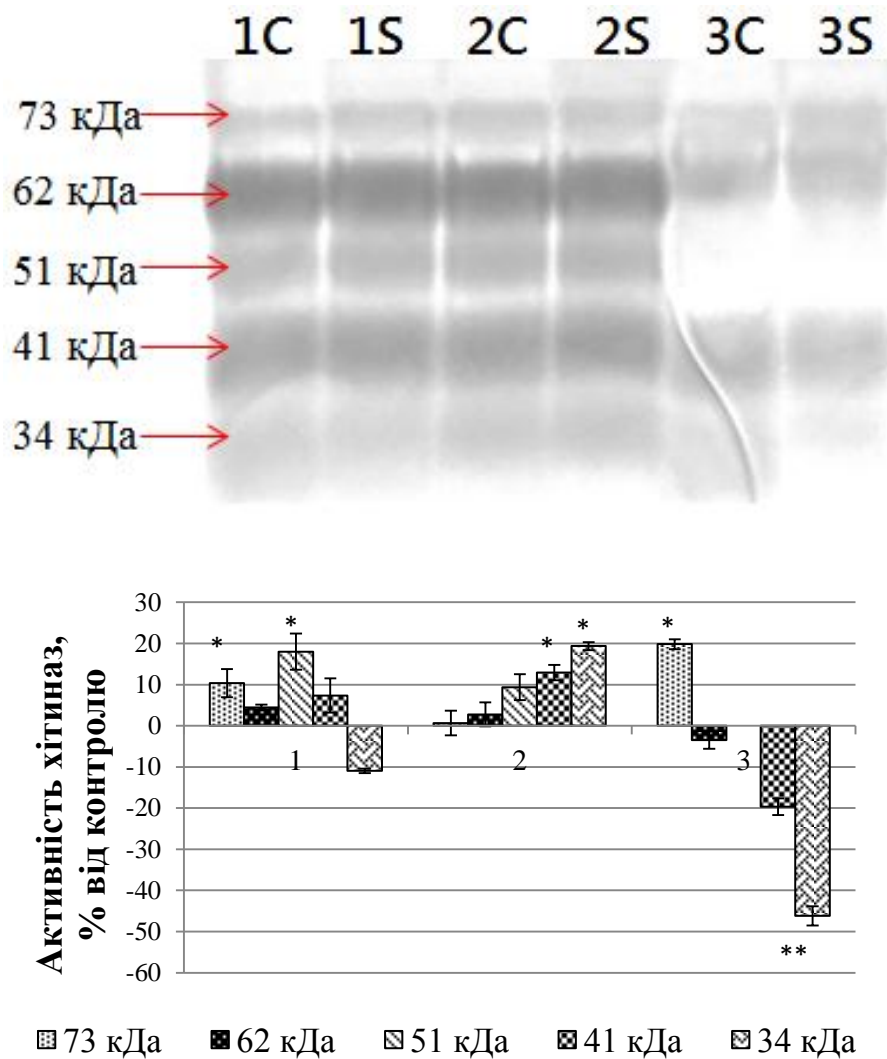 1C 1S 2C 2S 3C 3S
73 кДа
62 кДа
51 кДа
41 кДа
34 кДа
Активність хітиназ,
% від контролю
30
20
10
0
-10
-20
-30
-40
-50
-60
* * * * * **
1 2 3
73 кДа 62 кДа 51 кДа 41 кДа 34 кДа